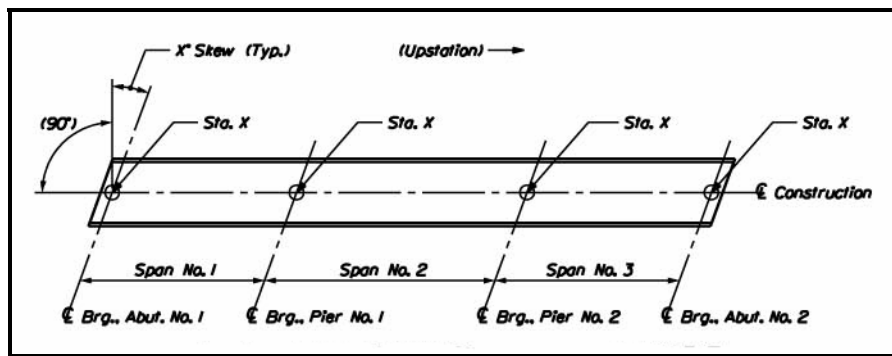 X° Skew (Typ.)
(Upstation)
(90°)
Sta. X
Sta. X
Sta. X
Sta. X
℄ Construction
Span No. 1
Span No. 2
Span No. 3
℄ Brg., Abut. No. 1
℄ Brg., Pier No. 1
℄ Brg., Pier No. 2
℄ Brg., Abut. No. 2